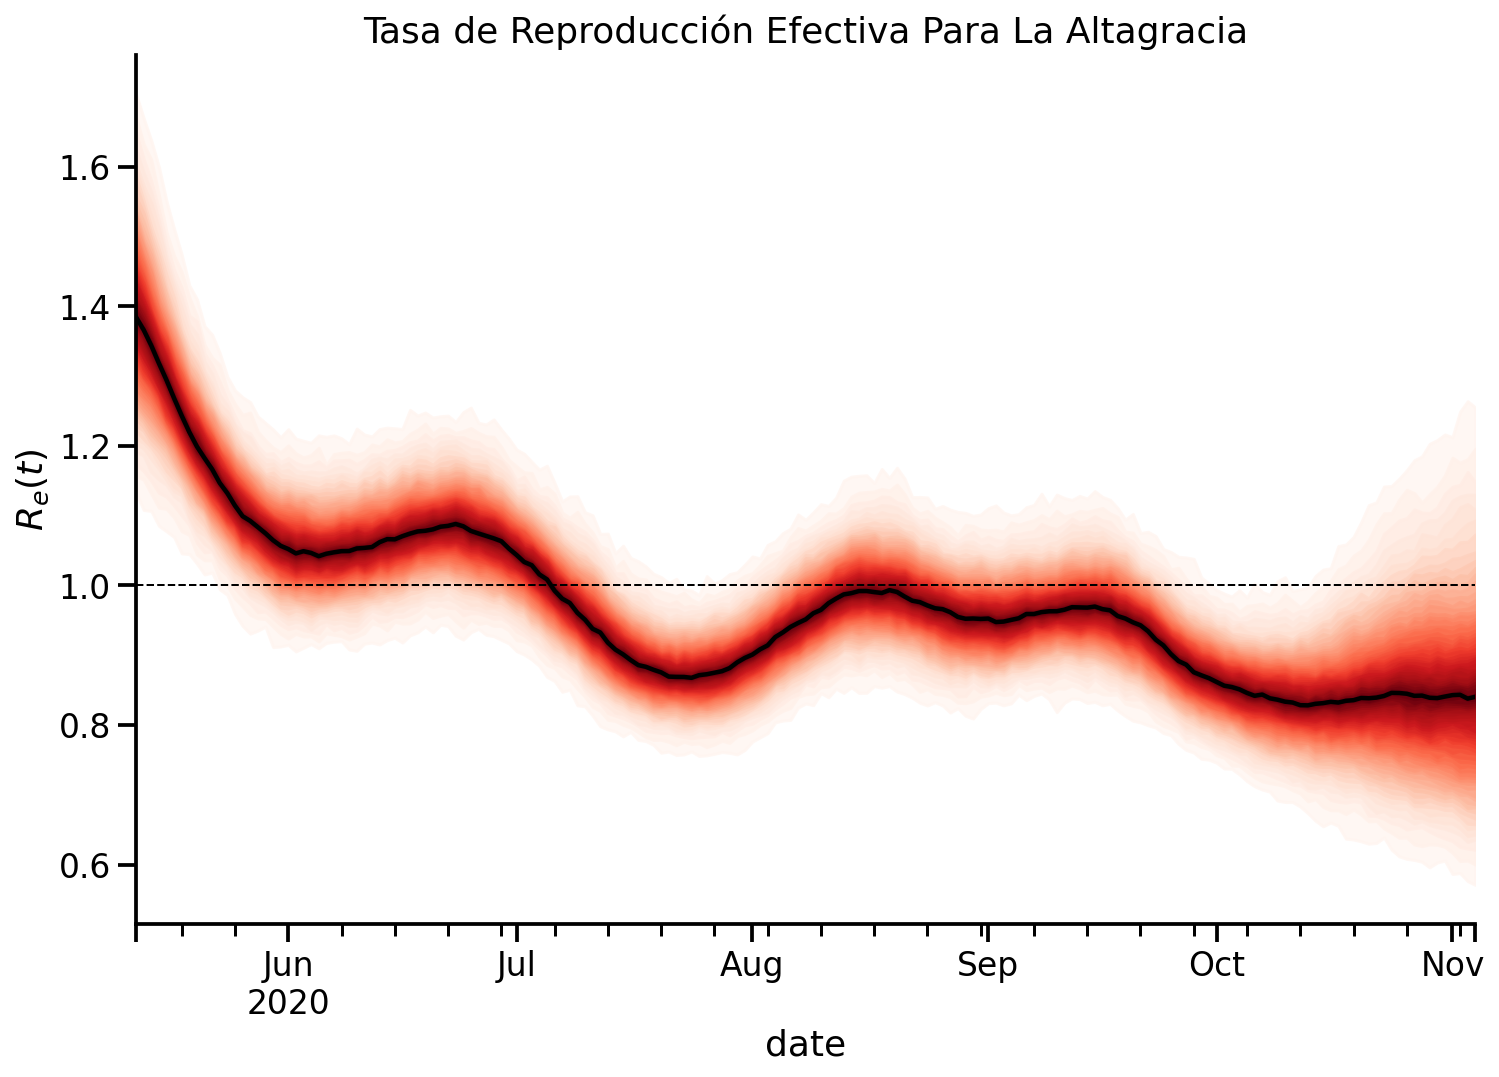 Tasa de Reproducción Efectiva Para La Altagracia
R_e(t)
1.6
1.4
1.2
1.0
0.8
0.6
Jun Jul Aug Sep Oct Nov
2020
date